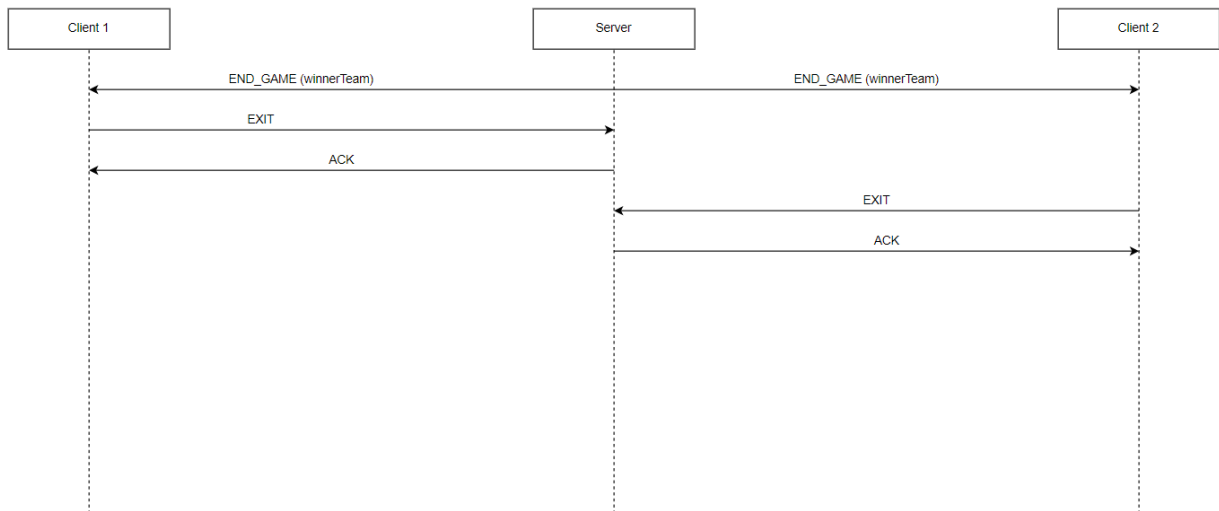 Client 1
Server
Client 2
END_GAME (winnerTeam)
END_GAME (winnerTeam)
EXIT
ACK
EXIT
ACK